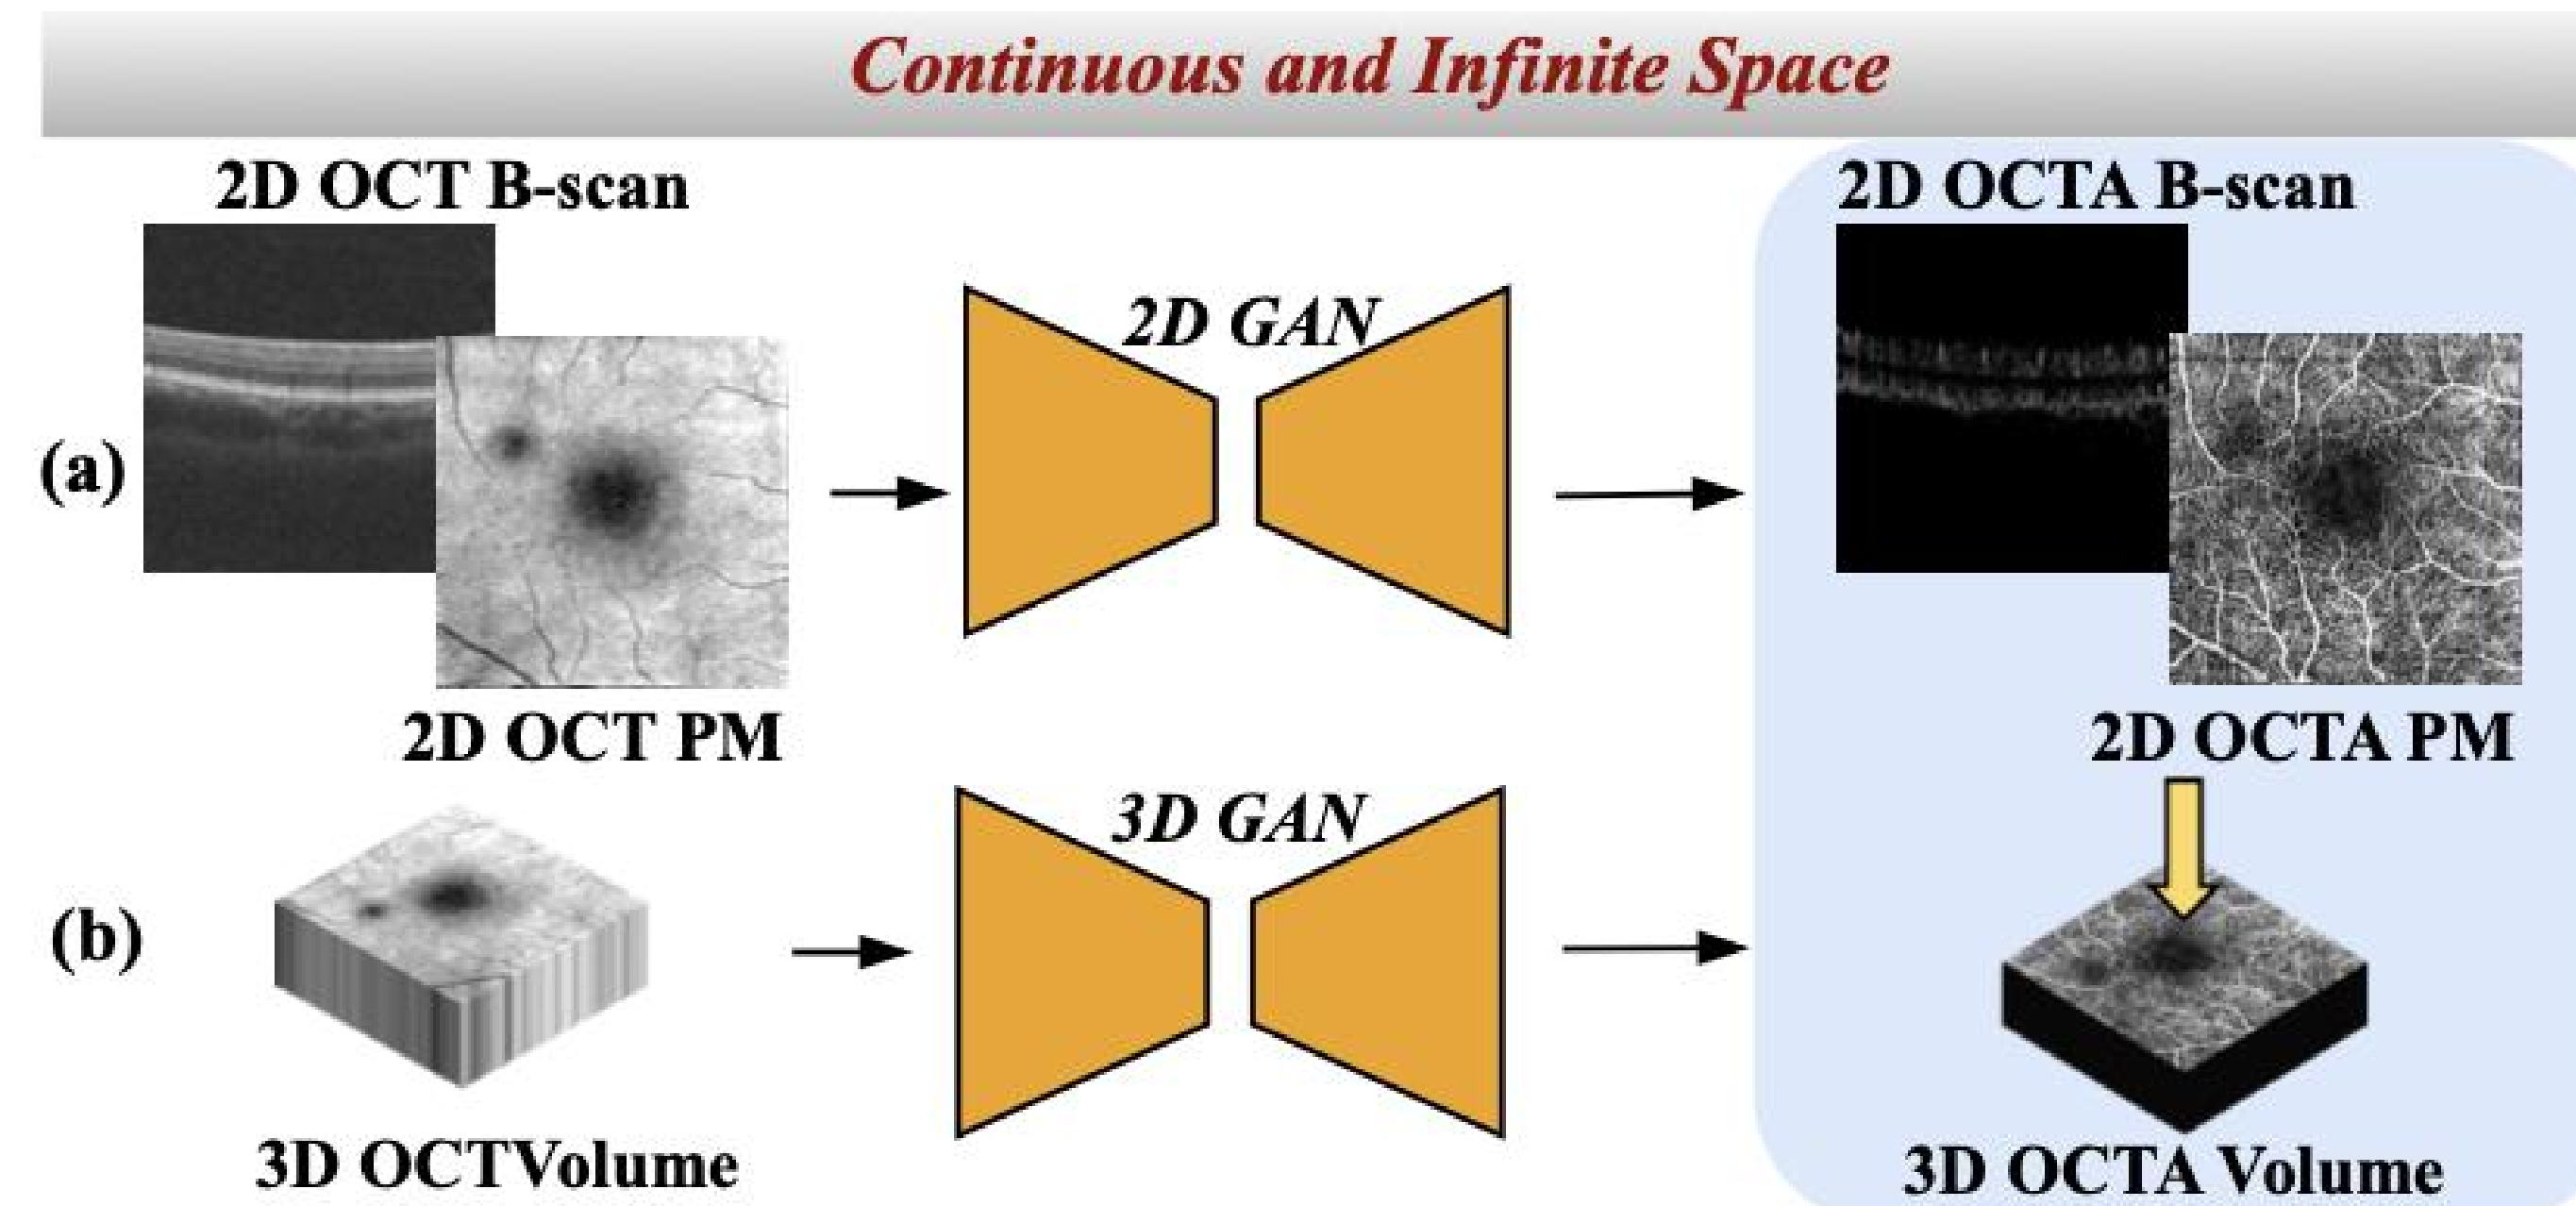 Continuous and Infinite Space
2D OCT B-scan
2D OCTA B-scan
2D GAN
(a)
2D OCT PM
2D OCTA PM
3D GAN
(b)
3D OCTVolume
3D OCTA Volume